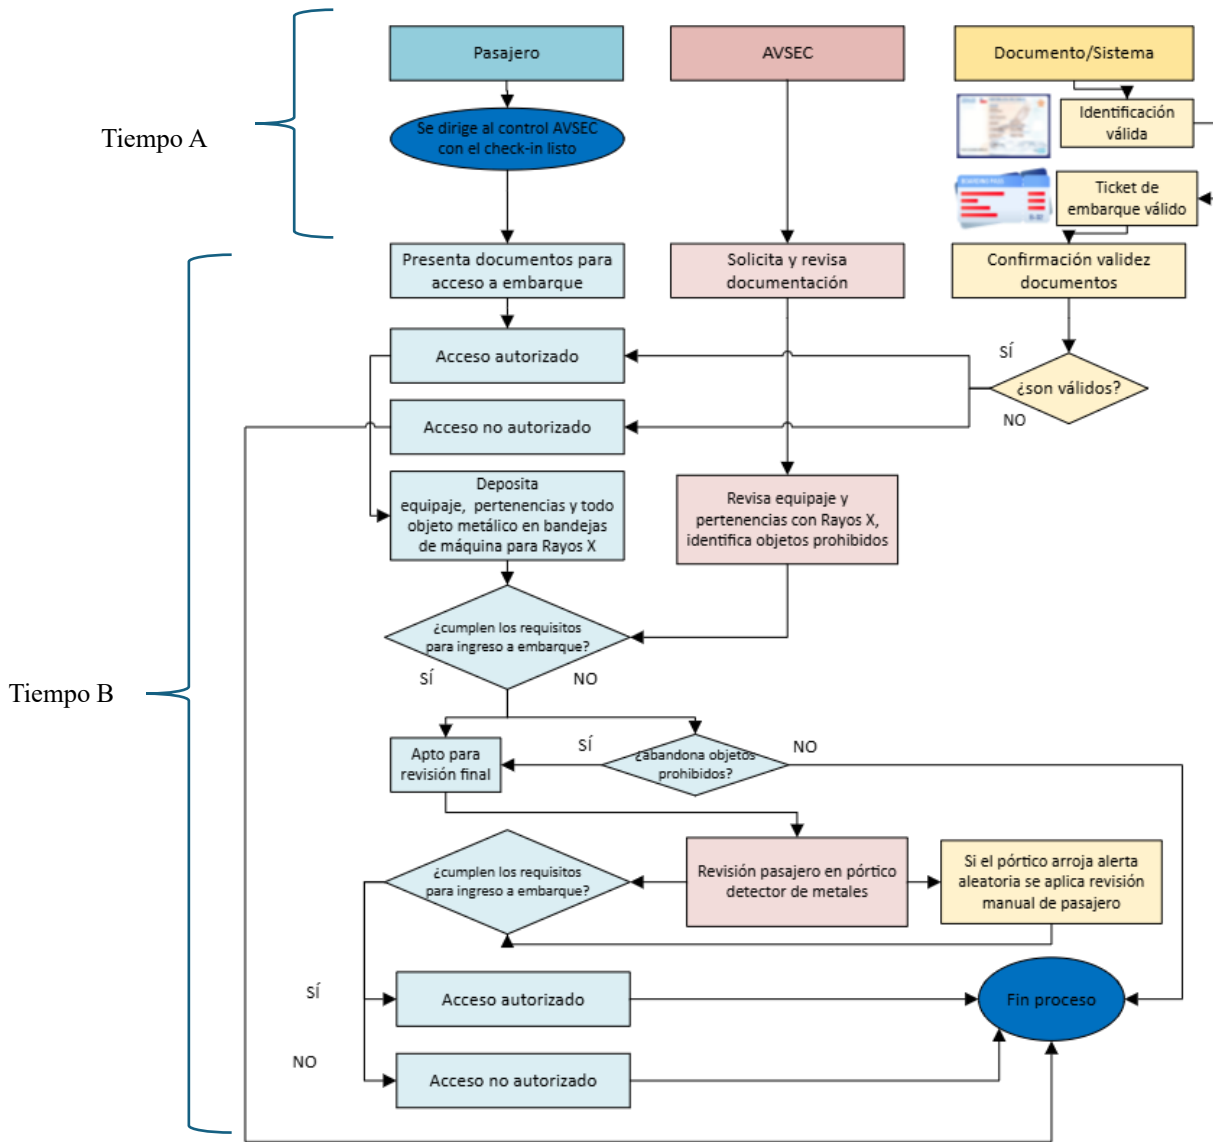 Pasajero
AVSEC
Documento/Sistema
Tiempo A
Se dirige al control AVSEC
con el check-in listo
Identificación
válida
BOARDING PASS
Ticket de
embarque válido
Presenta documentos para
acceso a embarque
Solicita y revisa
documentación
Confirmación validez
documentos
Acceso autorizado
SÍ
¿son válidos?
NO
Acceso no autorizado
Deposita
equipaje, pertenencias y todo
objeto metálico en bandejas
de máquina para Rayos X
Revisa equipaje y
pertenencias con Rayos X,
identifica objetos prohibidos
¿cumplen los requisitos
para ingreso a embarque?
Tiempo B
SÍ
NO
Apto para
revisión final
SÍ
¿abandona objetos
prohibidos?
NO
¿cumplen los requisitos
para ingreso a embarque?
Revisión pasajero en pórtico
detector de metales
Si el pórtico arroja alerta
aleatoria se aplica revisión
manual de pasajero
SÍ
Acceso autorizado
Fin proceso
NO
Acceso no autorizado